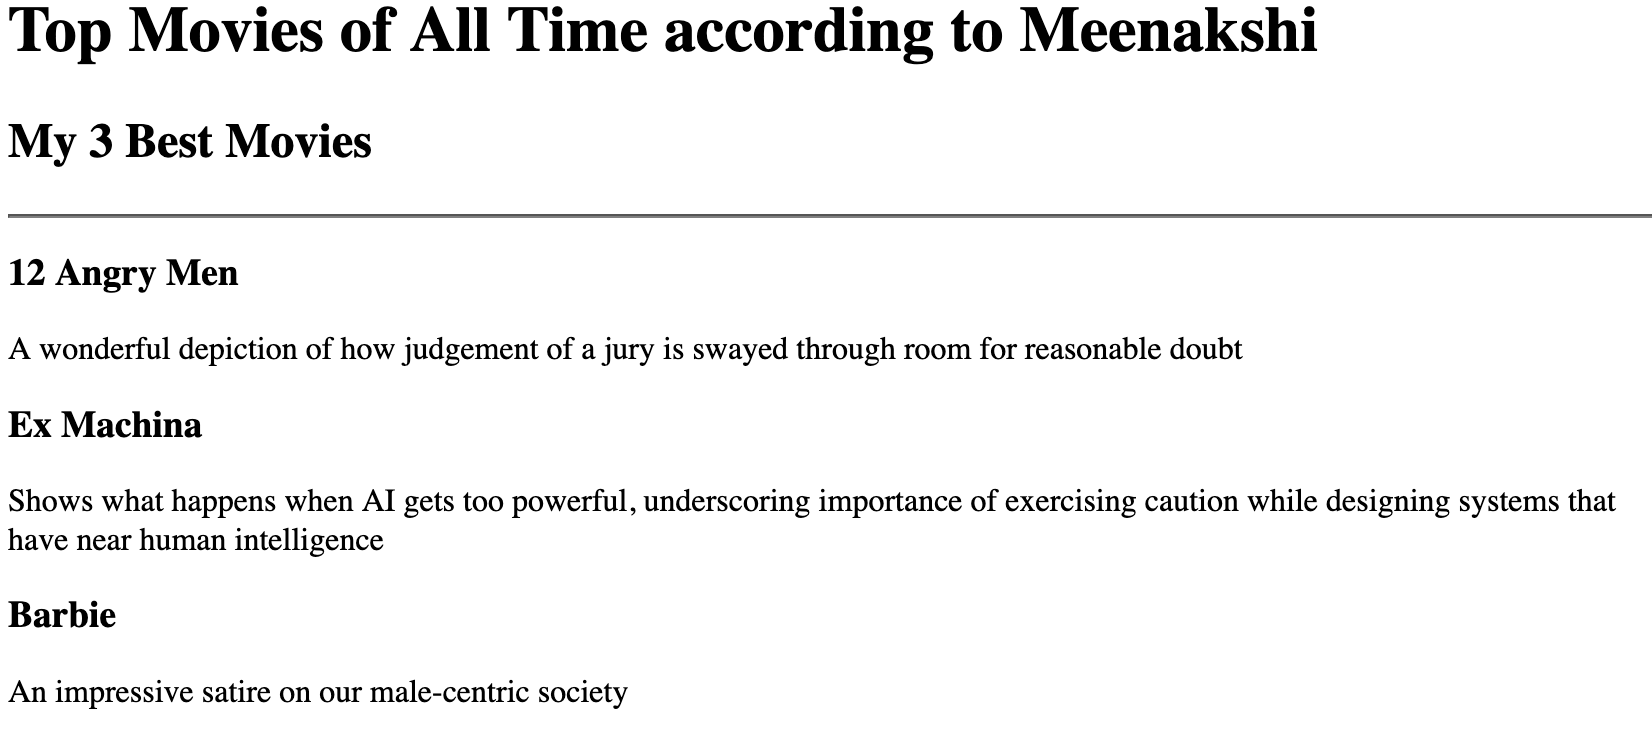 Top Movies of All Time according to Meenakshi
My 3 Best Movies
12 Angry Men
A wonderful depiction of how judgement of a jury is swayed through room for reasonable doubt
Ex Machina
Shows what happens when AI gets too powerful, underscoring importance of exercising caution while designing systems that
have near human intelligence
Barbie
An impressive satire on our male-centric society